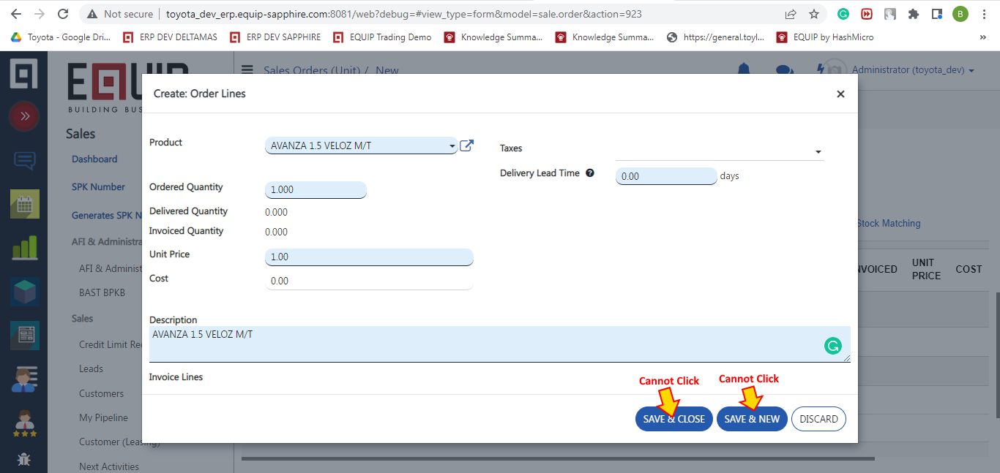 Not secure
toyota_dev_erp.equip-sapphire.com:8081/web?debug=#view_type=form&model=sale.order&action=923
B
Toyota - Google Dri...
ERP DEV DELTAMAS
ERP DEV SAPPHIRE
EQUIP Trading Demo
Knowledge Summa...
Knowledge Summa...
https://general.toyl...
EQUIP by HashMicro
»
EQUIP
BUILDING BUS
Sales Orders (Unit) / New
Administrator (toyota_dev)
Create: Order Lines
Sales
Dashboard
SPK Number
Generates SPK N
AFI & Administra
AFI & Administ
BAST BPKB
Sales
Credit Limit Re
Leads
Customers
My Pipeline
Customer (Leasing)
Next Activities
Product
AVANZA 1.5 VELOZ M/T
Taxes
Delivery Lead Time
0.00
days
Ordered Quantity
1.000
Delivered Quantity
0.000
Invoiced Quantity
0.000
Unit Price
1.00
Cost
0.00
Stock Matching
NVOICED
UNIT PRICE
COST
Description
AVANZA 1.5 VELOZ M/T
Invoice Lines
Cannot Click
Cannot Click
SAVE & CLOSE
SAVE & NEW
DISCARD